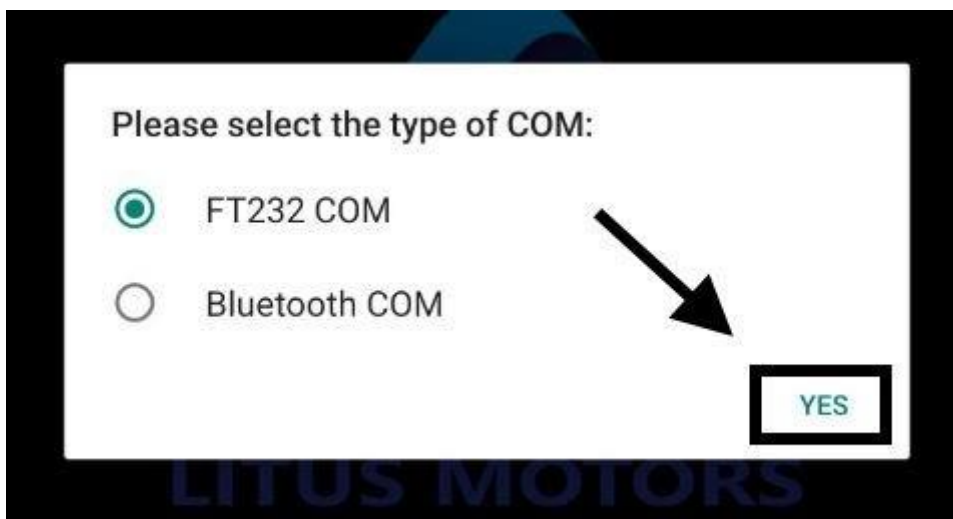 Please select the type of COM:
FT232 COM
Bluetooth COM
YES
LITUS MOTORS